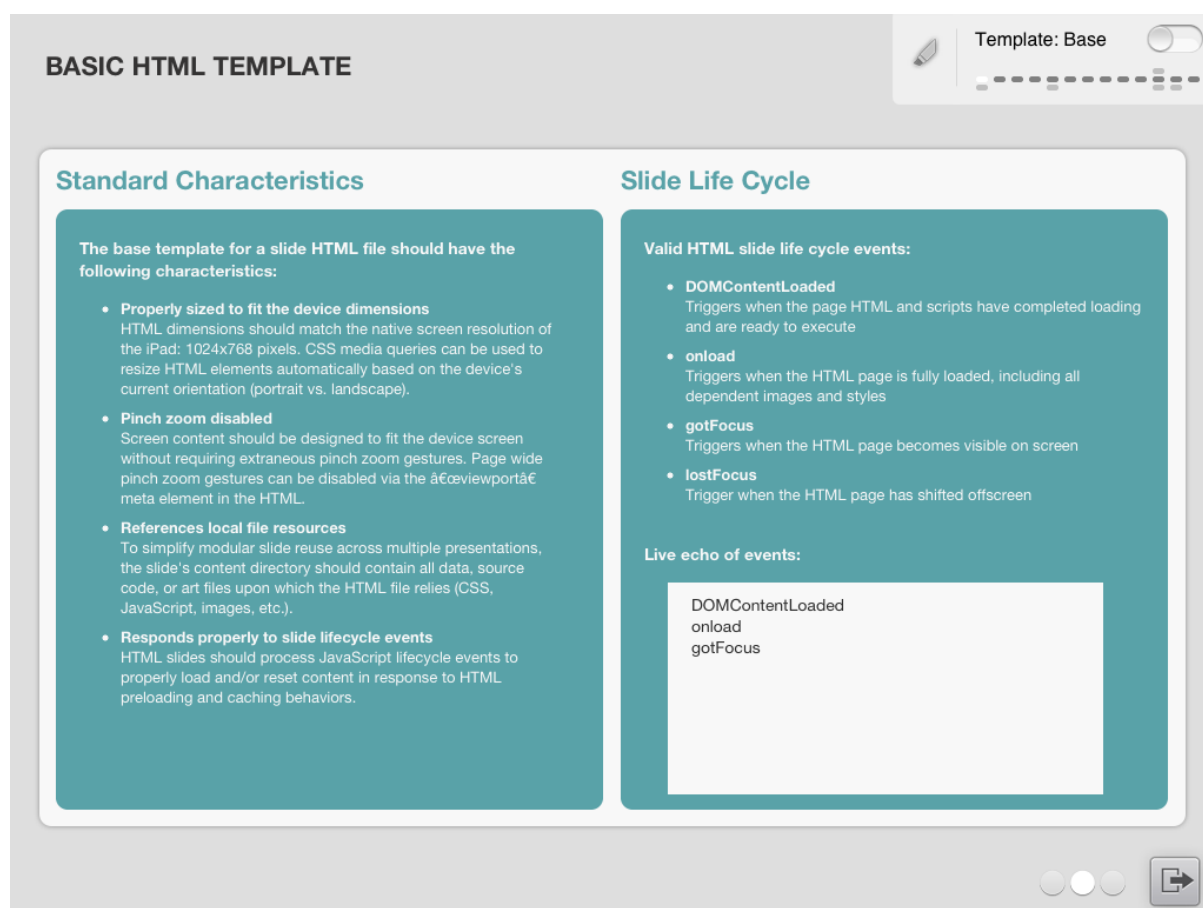 BASIC HTML TEMPLATE
Template: Base
Standard Characteristics
The base template for a slide HTML file should have the
following characteristics:
• Properly sized to fit the device dimensions
HTML dimensions should match the native screen resolution of
the iPad: 1024x768 pixels. CSS media queries can be used to
resize HTML elements automatically based on the device's
current orientation (portrait vs. landscape).
• Pinch zoom disabled
Screen content should be designed to fit the device screen
without requiring extraneous pinch zoom gestures. Page wide
pinch zoom gestures can be disabled via the â€œviewportâ€
meta element in the HTML.
• References local file resources
To simplify modular slide reuse across multiple presentations,
the slide's content directory should contain all data, source
code, or art files upon which the HTML file relies (CSS,
JavaScript, images, etc.).
• Responds properly to slide lifecycle events
HTML slides should process JavaScript lifecycle events to
properly load and/or reset content in response to HTML
preloading and caching behaviors.
Slide Life Cycle
Valid HTML slide life cycle events:
• DOMContentLoaded
Triggers when the page HTML and scripts have completed loading
and are ready to execute
• onload
Triggers when the HTML page is fully loaded, including all
dependent images and styles
• gotFocus
Triggers when the HTML page becomes visible on screen
• lostFocus
Trigger when the HTML page has shifted offscreen
Live echo of events:
DOMContentLoaded
onload
gotFocus